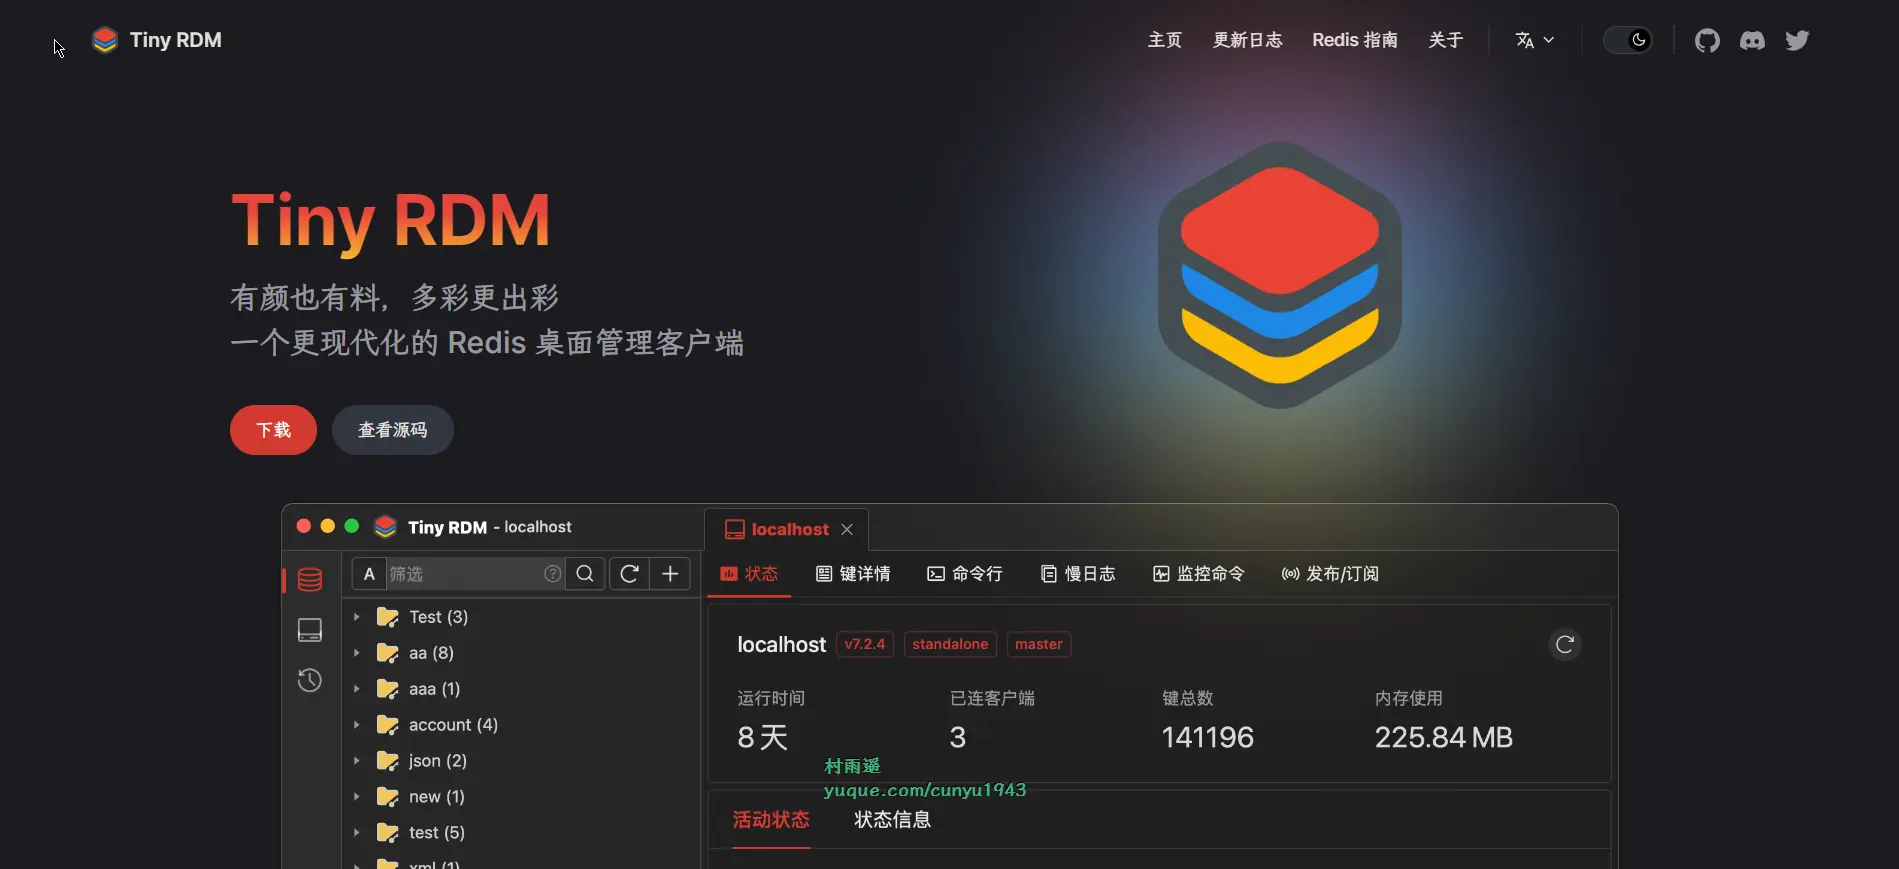 Tiny RDM
主页 更新日志 Redis 指南 关于
Tiny RDM
有颜也有料，多彩更出彩
一个更现代化的 Redis 桌面管理客户端
下载 查看源码
Tiny RDM - localhost
localhost
A 筛选
状态 键详情 命令行 慢日志 监控命令 发布/订阅
Test (3)
aa (8)
aaa (1)
account (4)
json (2)
new (1)
test (5)
xml (1)
localhost v7.2.4 standalone master
运行时间 已连客户端 键总数 内存使用
8 天 3 141196 225.84 MB
村雨遥
yuque.com/cunyu1943
活动状态 状态信息